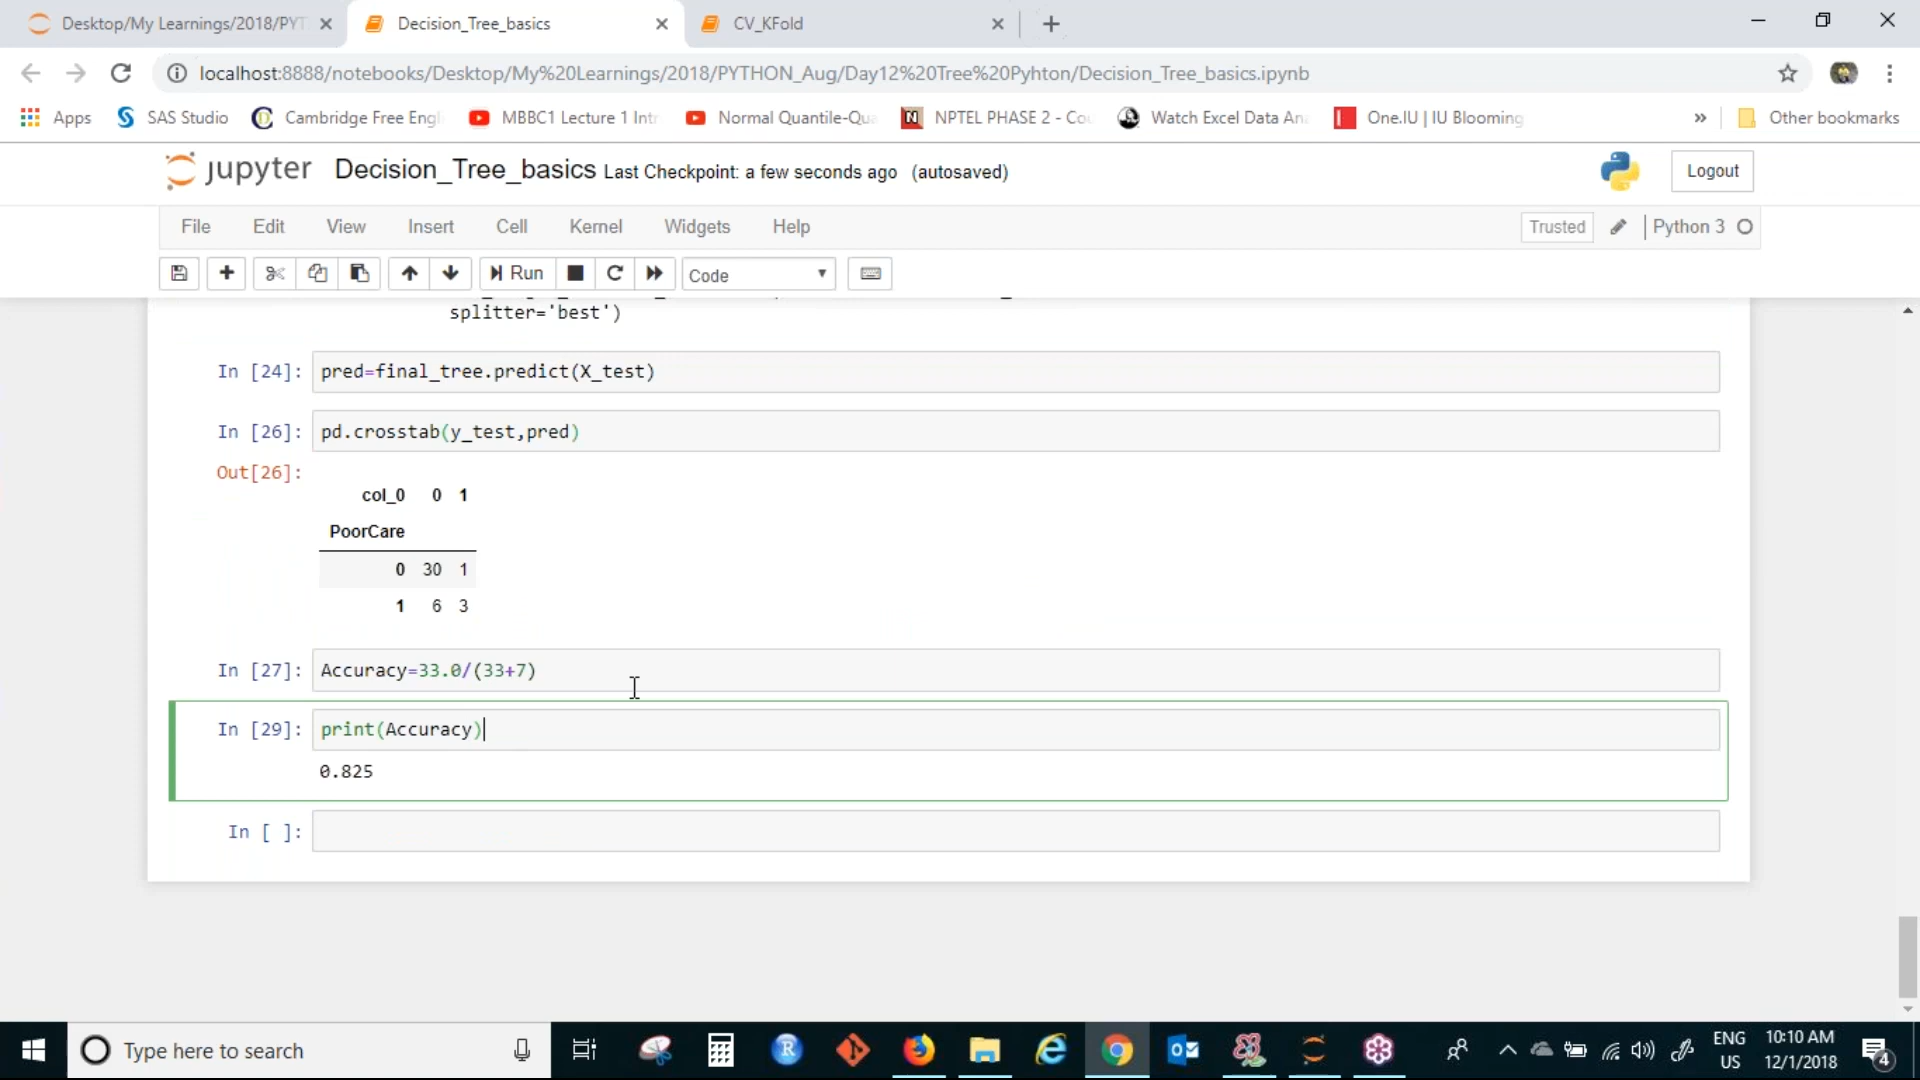 Desktop/My Learnings/2018/PYT
Decision_Tree_basics
CV_KFold
localhost:8888/notebooks/Desktop/My%20Learnings/2018/PYTHON_Aug/Day12%20Tree%20Pyhton/Decision_Tree_basics.ipynb
Apps
SAS Studio
Cambridge Free Engl
MBBC1 Lecture 1 Intr
Normal Quantile-Qua
NPTEL PHASE 2 - Cou
Watch Excel Data Ana
One.IU | IU Blooming
Other bookmarks
jupyter Decision_Tree_basics Last Checkpoint: a few seconds ago (autosaved)
Logout
File Edit View Insert Cell Kernel Widgets Help
Trusted
Python 3
Run
Code
splitter='best')
In [24]: pred=final_tree.predict(X_test)
In [26]: pd.crosstab(y_test,pred)
Out[26]:
col_0 0 1
PoorCare
0 30 1
1 6 3
In [27]: Accuracy=33.0/(33+7)
In [29]: print(Accuracy)
0.825
In [ ]:
Type here to search
ENG
US
10:10 AM
12/1/2018
4